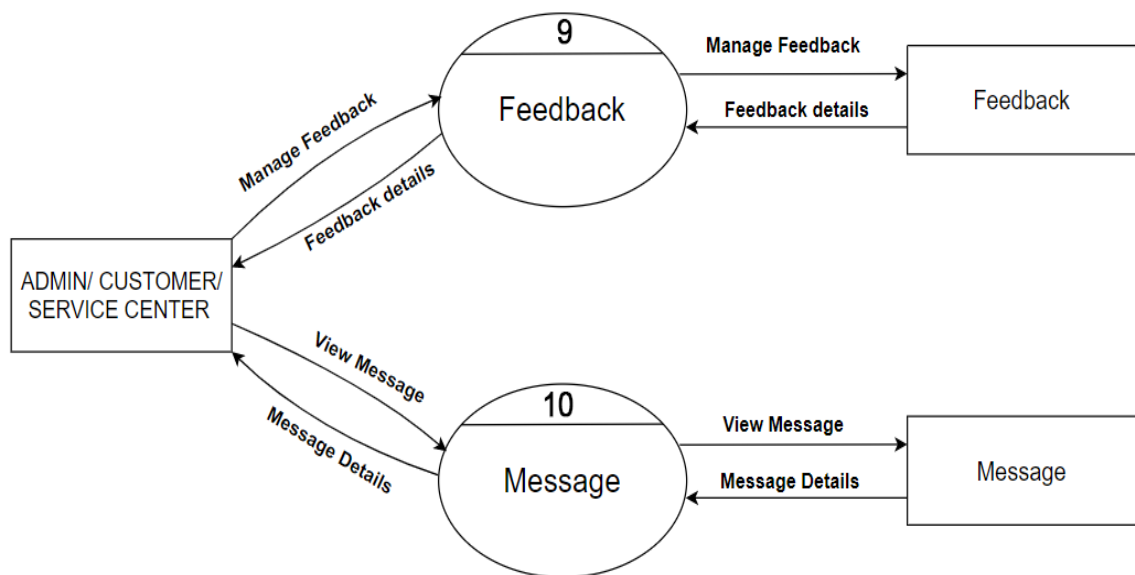 9
Feedback
Manage Feedback
Feedback details
Feedback
Manage Feedback
Feedback details
ADMIN/ CUSTOMER/
SERVICE CENTER
View Message
Message Details
10
Message
View Message
Message Details
Message